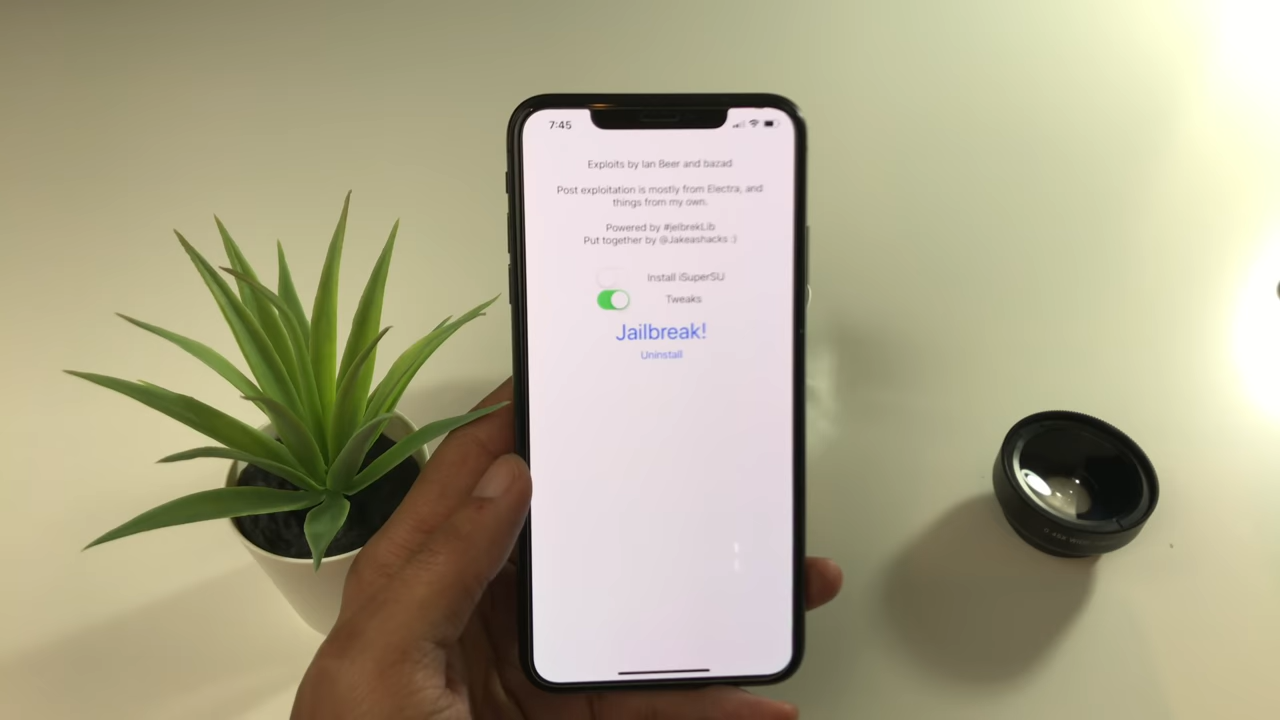 7:45
Exploits by Ian Beer and bazad
Post exploitation is mostly from Electra, and
things from my own.
Powered by #jelbrekLib
Put together by @Jakeashacks :)
Install iSuperSU
Tweaks
Jailbreak!
Uninstall